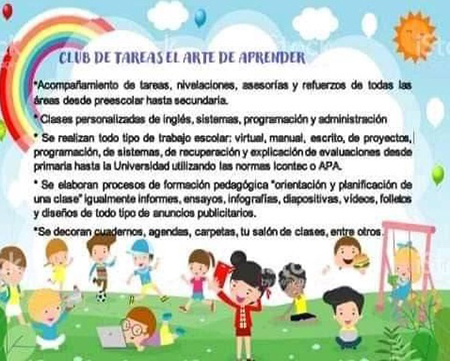 CLUB DE TAREAS EL ARTE DE APRENDER
*Acompañamiento de tareas, nivelaciones, asesorías y refuerzos de todas las
áreas desde preescolar hasta secundaria.
* Clases personalizadas de inglés, sistemas, programación y administración
* Se realizan todo tipo de trabajo escolar: virtual, manual, escrito, de proyectos,
programación, de sistemas, de recuperación y explicación de evaluaciones desde
primaria hasta la Universidad utilizando las normas Icontec o APA.
* Se elaboran procesos de formación pedagógica "orientación y planificación de
una clase" igualmente informes, ensayos, infografías, diapositivas, vídeos, folletos
y diseños de todo tipo de anuncios publicitarios.
*Se decoran cuadernos, agendas, carpetas, tu salón de clases, entre otros.